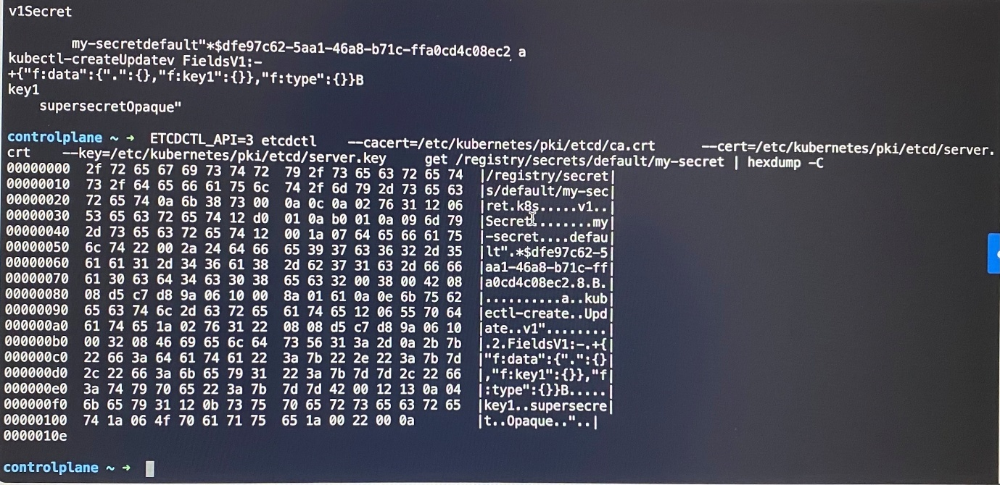 v1Secret
my-secretdefault"*$dfe97c62-5aa1-46a8-b71c-ffa0cd4c08ec2 a
kubectl-createUpdatev FieldsV1:-
+{"f:data":{".":{},"f:key1":{}},"f:type":{}}B
key1
supersecretOpaque"
controlplane ~ ➜ ETCDCTL_API=3 etcdctl --cacert=/etc/kubernetes/pki/etcd/ca.crt --cert=/etc/kubernetes/pki/etcd/server.
crt --key=/etc/kubernetes/pki/etcd/server.key get /registry/secrets/default/my-secret | hexdump -C
00000000 2f 72 65 67 69 73 74 72 79 2f 73 65 63 72 65 74 |/registry/secret|
00000010 73 2f 64 65 66 61 75 6c 74 2f 6d 79 2d 73 65 63 |s/default/my-sec|
00000020 72 65 74 0a 6b 38 73 00 0a 0c 0a 02 76 31 12 06 |ret.k8s.....v1..|
00000030 53 65 63 72 65 74 12 d0 01 0a b0 01 0a 09 6d 79 |Secret........my|
00000040 2d 73 65 63 72 65 74 12 00 1a 07 64 65 66 61 75 |-secret....defau|
00000050 6c 74 22 00 2a 24 64 66 65 39 37 63 36 32 2d 35 |lt".*$dfe97c62-5|
00000060 61 61 31 2d 34 36 61 38 2d 62 37 31 63 2d 66 66 |aa1-46a8-b71c-ff|
00000070 61 30 63 64 34 63 30 38 65 63 32 00 38 00 42 08 |a0cd4c08ec2.8.B.|
00000080 08 d5 c7 d8 9a 06 10 00 8a 01 61 0a 0e 6b 75 62 |..........a..kub|
00000090 65 63 74 6c 2d 63 72 65 61 74 65 12 06 55 70 64 |ectl-create..Upd|
000000a0 61 74 65 1a 02 76 31 22 08 08 d5 c7 d8 9a 06 10 |ate..v1"........|
000000b0 00 32 08 46 69 65 6c 64 73 56 31 3a 2d 0a 2b 7b |.2.FieldsV1:-.+{|
000000c0 22 66 3a 64 61 74 61 22 3a 7b 22 2e 22 3a 7b 7d |"f:data":{".":{}|
000000d0 2c 22 66 3a 6b 65 79 31 22 3a 7b 7d 7d 2c 22 66 |,"f:key1":{}},"f|
000000e0 3a 74 79 70 65 22 3a 7b 7d 7d 42 00 12 13 0a 04 |:type":{}}B.....|
000000f0 6b 65 79 31 12 0b 73 75 70 65 72 73 65 63 72 65 |key1..supersecre|
00000100 74 1a 06 4f 70 61 71 75 65 1a 00 22 00 0a |t..Opaque.."..|
0000010e
controlplane ~ ➜